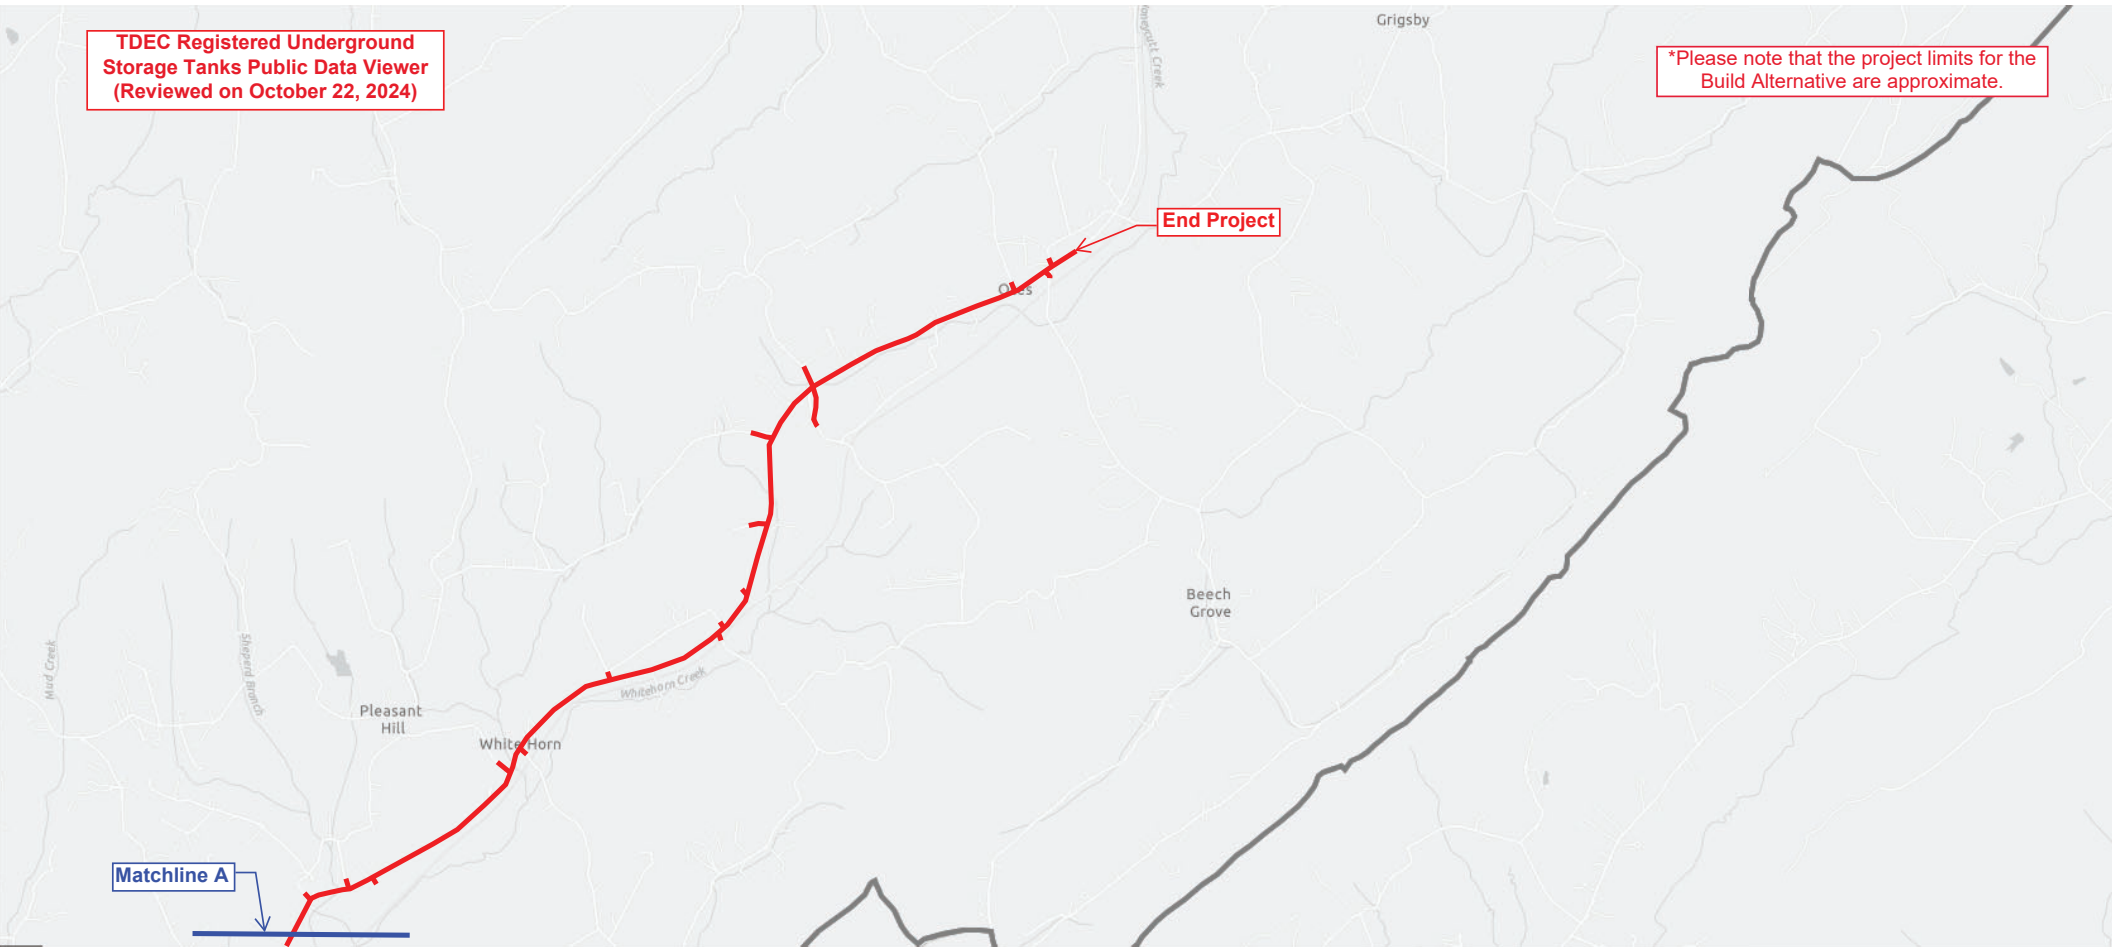 TDEC Registered Underground
Storage Tanks Public Data Viewer
(Reviewed on October 22, 2024)
Grigsby
*Please note that the project limits for the
Build Alternative are approximate.
End Project
Beech
Grove
Mud Creek
Sheperd Branch
Whitehorn Creek
Pleasant
Hill
White Horn
Matchline A